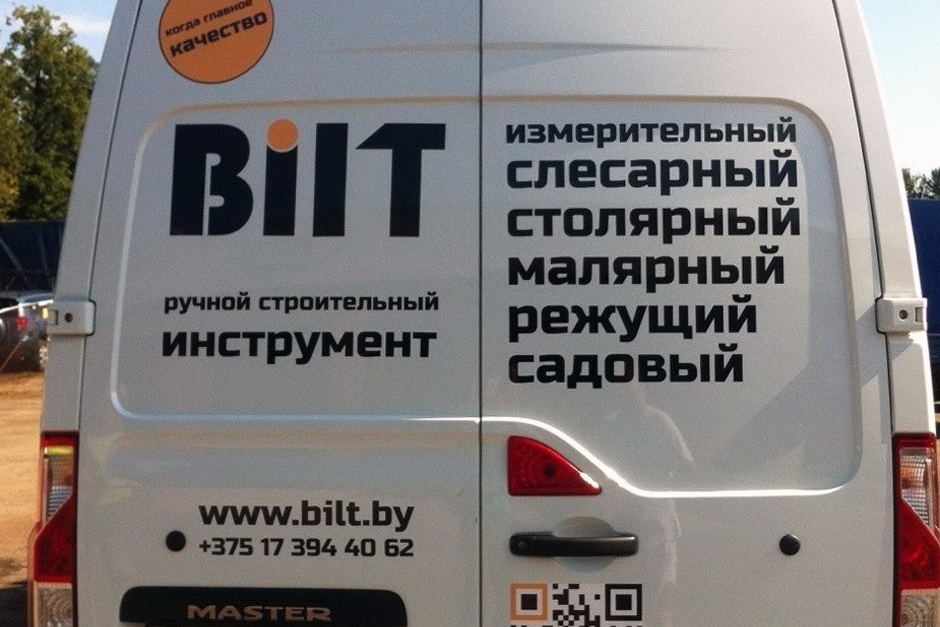 когда главное
качество
BilT
ручной строительный
инструмент
измерительный
слесарный
столярный
малярный
режущий
садовый
www.bilt.by
+375 17 394 40 62
MASTER